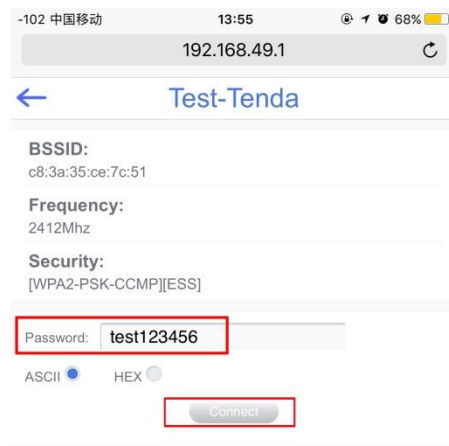 -102 中国移动 13:55 68%
192.168.49.1
Test-Tenda
BSSID:
c8:3a:35:ce:7c:51
Frequency:
2412Mhz
Security:
[WPA2-PSK-CCMP][ESS]
Password: test123456
ASCII HEX
Connect